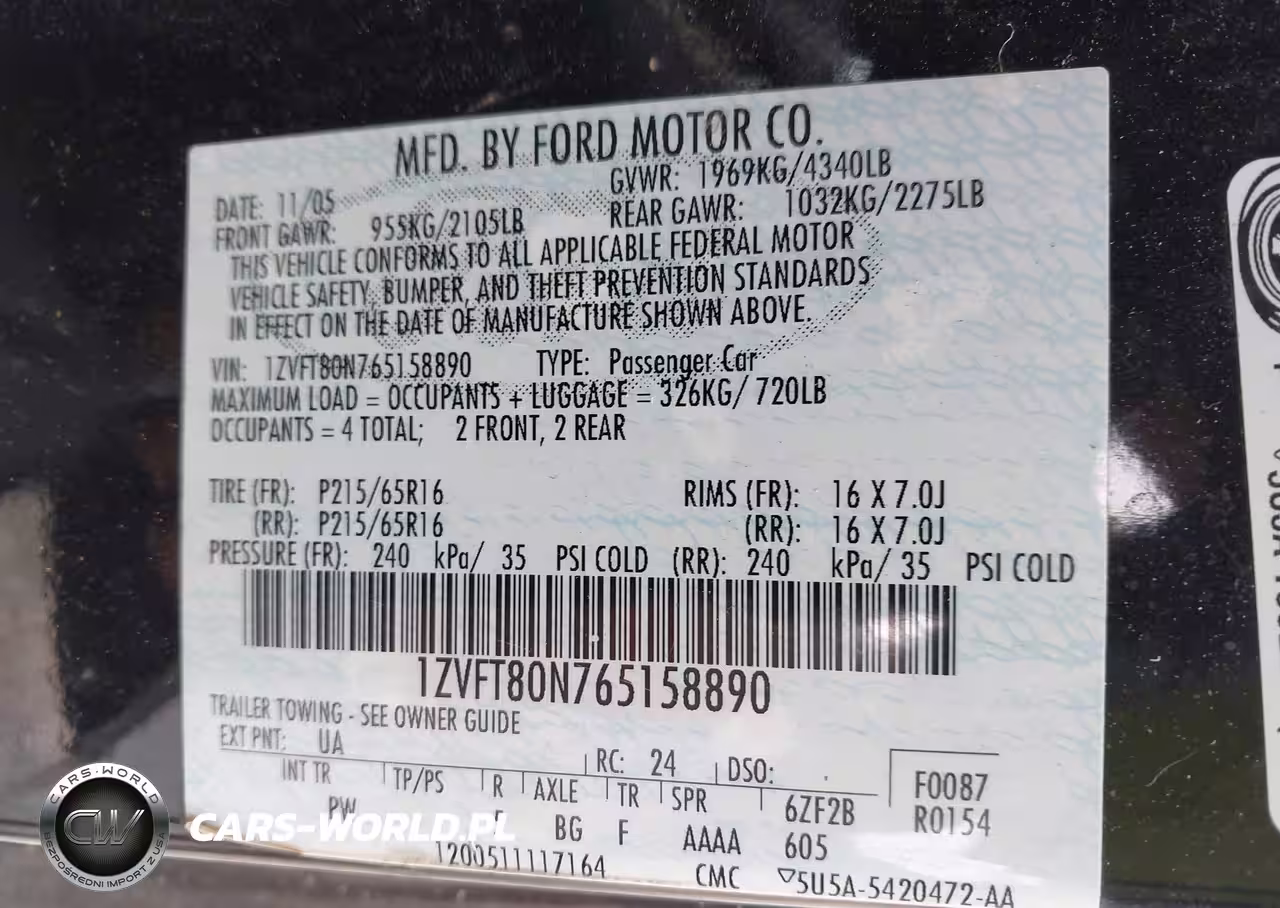 MFD. BY FORD MOTOR CO.
DATE: 11/05 GVWR: 1969KG/4340LB
FRONT GAWR: 955KG/2105LB REAR GAWR: 1032KG/2275LB
THIS VEHICLE CONFORMS TO ALL APPLICABLE FEDERAL MOTOR
VEHICLE SAFETY, BUMPER, AND THEFT PREVENTION STANDARDS
IN EFFECT ON THE DATE OF MANUFACTURE SHOWN ABOVE.
VIN: 1ZVFT80N765158890 TYPE: Passenger Car
MAXIMUM LOAD = OCCUPANTS + LUGGAGE = 326KG/ 720LB
OCCUPANTS = 4 TOTAL; 2 FRONT, 2 REAR
TIRE (FR): P215/65R16 RIMS (FR): 16 X 7.0J
(RR): P215/65R16 (RR): 16 X 7.0J
PRESSURE (FR): 240 kPa/ 35 PSI COLD (RR): 240 kPa/ 35 PSI COLD
1ZVFT80N765158890
TRAILER TOWING - SEE OWNER GUIDE
EXT PNT: UA RC: 24 DSO: F0087
INT TR TP/PS R AXLE TR SPR 6ZF2B R0154
PW BG F AAAA 605
1200511117164 CMC ▽5U5A-5420472-AA
CARS-WORLD
CW
BEZPOŚREDNI IMPORT Z USA
CARS-WORLD.PL